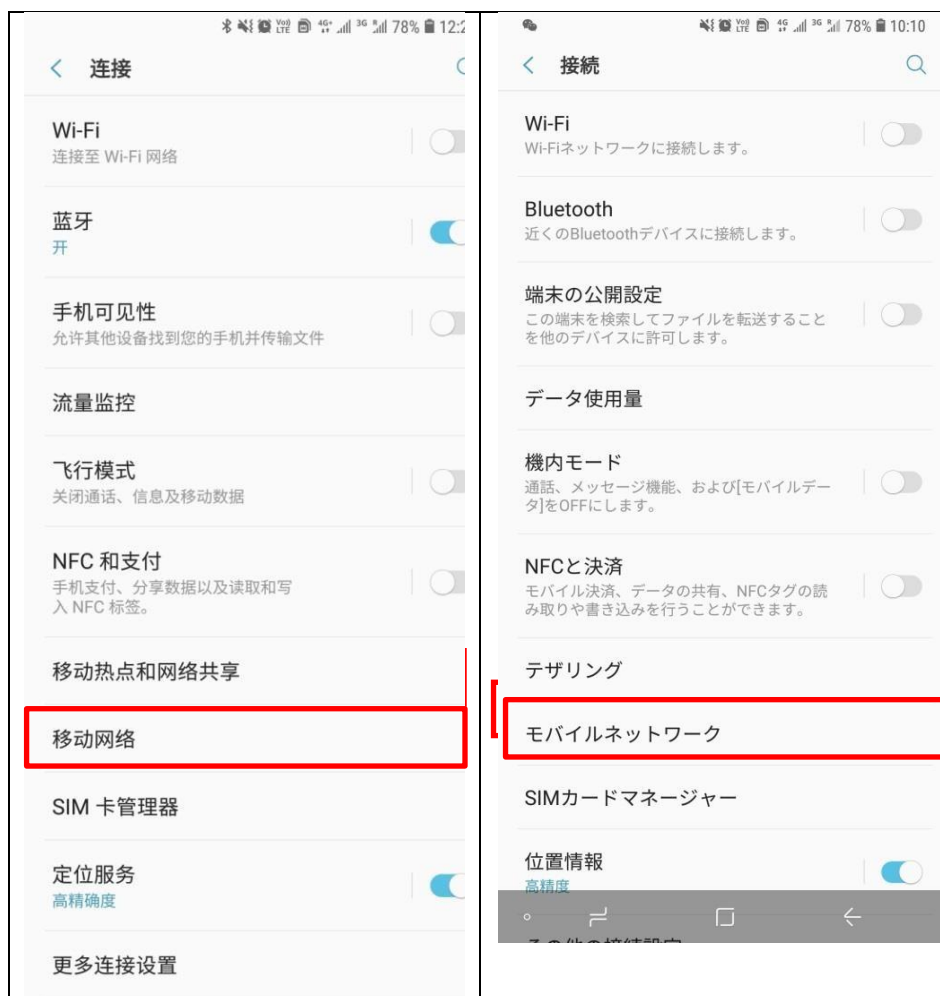 4G+ 3G R 78%
连接
Wi-Fi
连接至 Wi-Fi 网络
蓝牙
开
手机可见性
允许其他设备找到您的手机并传输文件
流量监控
飞行模式
关闭通话、信息及移动数据
NFC 和支付
手机支付、分享数据以及读取和写
入 NFC 标签。
移动热点和网络共享
移动网络
SIM 卡管理器
定位服务
高精确度
更多连接设置
4G 3G R 78% 10:10
接続
Wi-Fi
Wi-Fiネットワークに接続します。
Bluetooth
近くのBluetoothデバイスに接続します。
端末の公開設定
この端末を検索してファイルを転送すること
を他のデバイスに許可します。
データ使用量
機内モード
通話、メッセージ機能、および[モバイルデー
タ]をOFFにします。
NFCと決済
モバイル決済、データの共有、NFCタグの読
み取りや書き込みを行うことができます。
テザリング
モバイルネットワーク
SIMカードマネージャー
位置情報
高精度